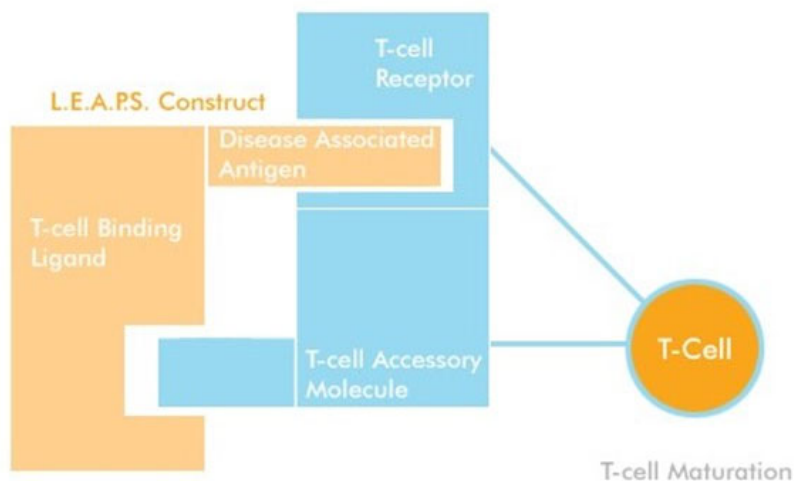 T-cell
Receptor
L.E.A.P.S. Construct
Disease Associated
Antigen
T-cell Binding
Ligand
T-Cell
T-cell Accessory
Molecule
T-cell Maturation